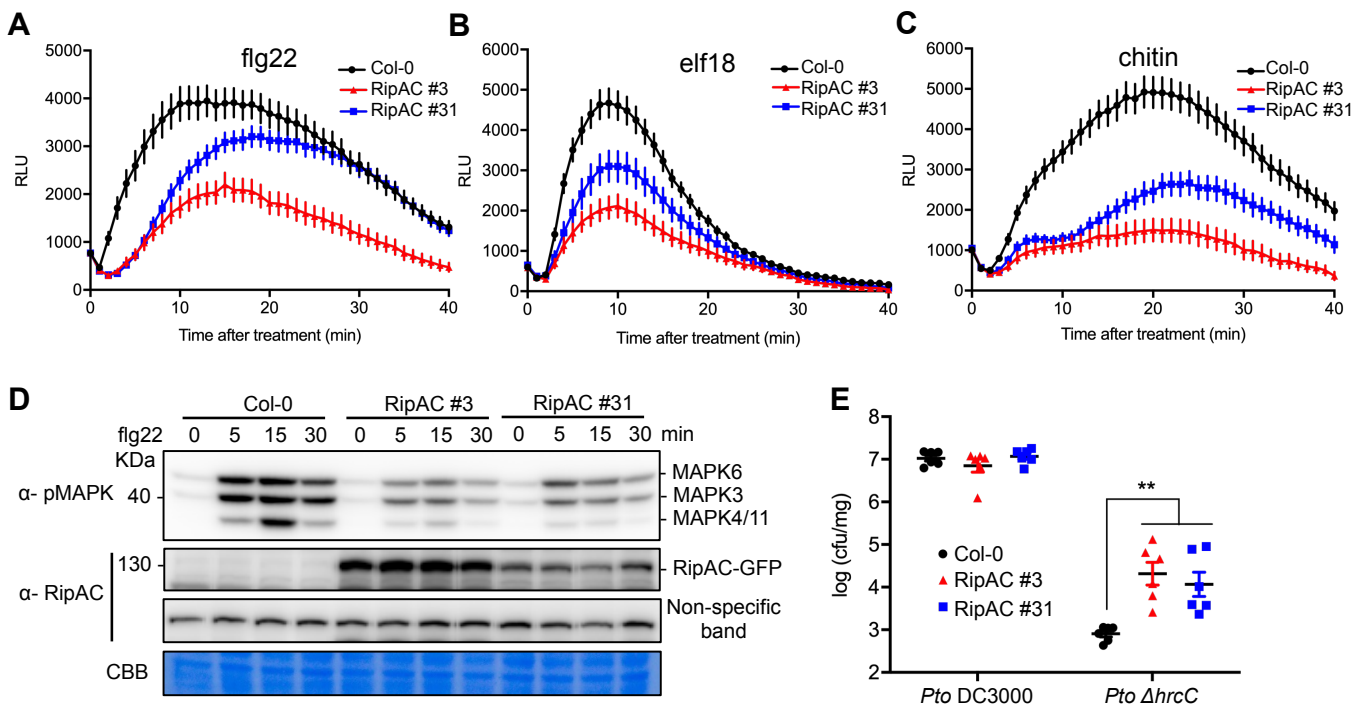 A
flg22
5000
4000
3000
2000
1000
0
RLU
0 10 20 30 40
Time after treatment (min)
Col-0
RipAC #3
RipAC #31
B
elf18
6000
5000
4000
3000
2000
1000
0
RLU
0 10 20 30 40
Time after treatment (min)
Col-0
RipAC #3
RipAC #31
C
chitin
6000
5000
4000
3000
2000
1000
0
RLU
0 10 20 30 40
Time after treatment (min)
Col-0
RipAC #3
RipAC #31
D
Col-0 RipAC #3 RipAC #31
flg22 0 5 15 30 0 5 15 30 0 5 15 30 min
KDa
α- pMAPK 40
MAPK6
MAPK3
MAPK4/11
α- RipAC
130
RipAC-GFP
Non-specific
band
CBB
E
8
7
6
5
4
3
2
log (cfu/mg)
**
Col-0
RipAC #3
RipAC #31
Pto DC3000 Pto ΔhrcC